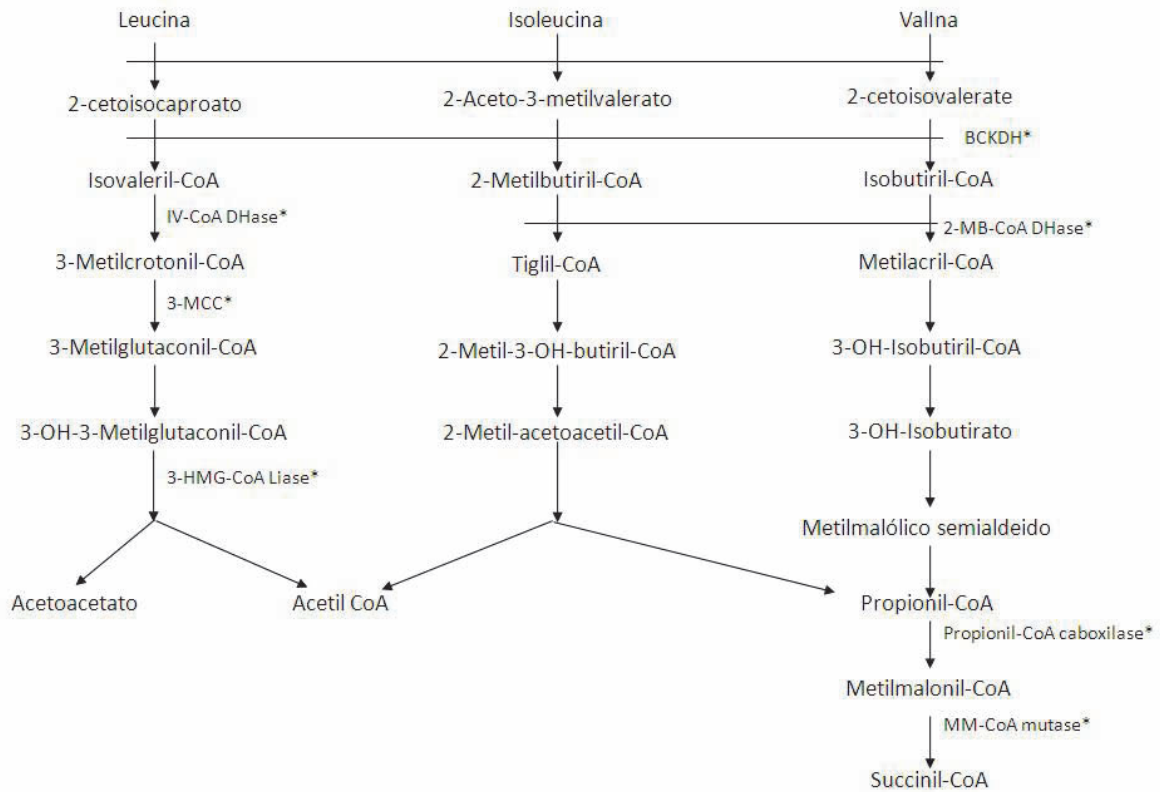 Leucina Isoleucina ValIna
2-cetoisocaproato 2-Aceto-3-metilvalerato 2-cetoisovalerate
BCKDH*
Isovaleril-CoA 2-Metilbutiril-CoA Isobutiril-CoA
IV-CoA DHase* 2-MB-CoA DHase*
3-Metilcrotonil-CoA Tiglil-CoA Metilacril-CoA
3-MCC*
3-Metilglutaconil-CoA 2-Metil-3-OH-butiril-CoA 3-OH-Isobutiril-CoA
3-OH-3-Metilglutaconil-CoA 2-Metil-acetoacetil-CoA 3-OH-Isobutirato
3-HMG-CoA Liase*
Metilmalólico semialdeido
Acetoacetato Acetil CoA Propionil-CoA
Propionil-CoA caboxilase*
Metilmalonil-CoA
MM-CoA mutase*
Succinil-CoA